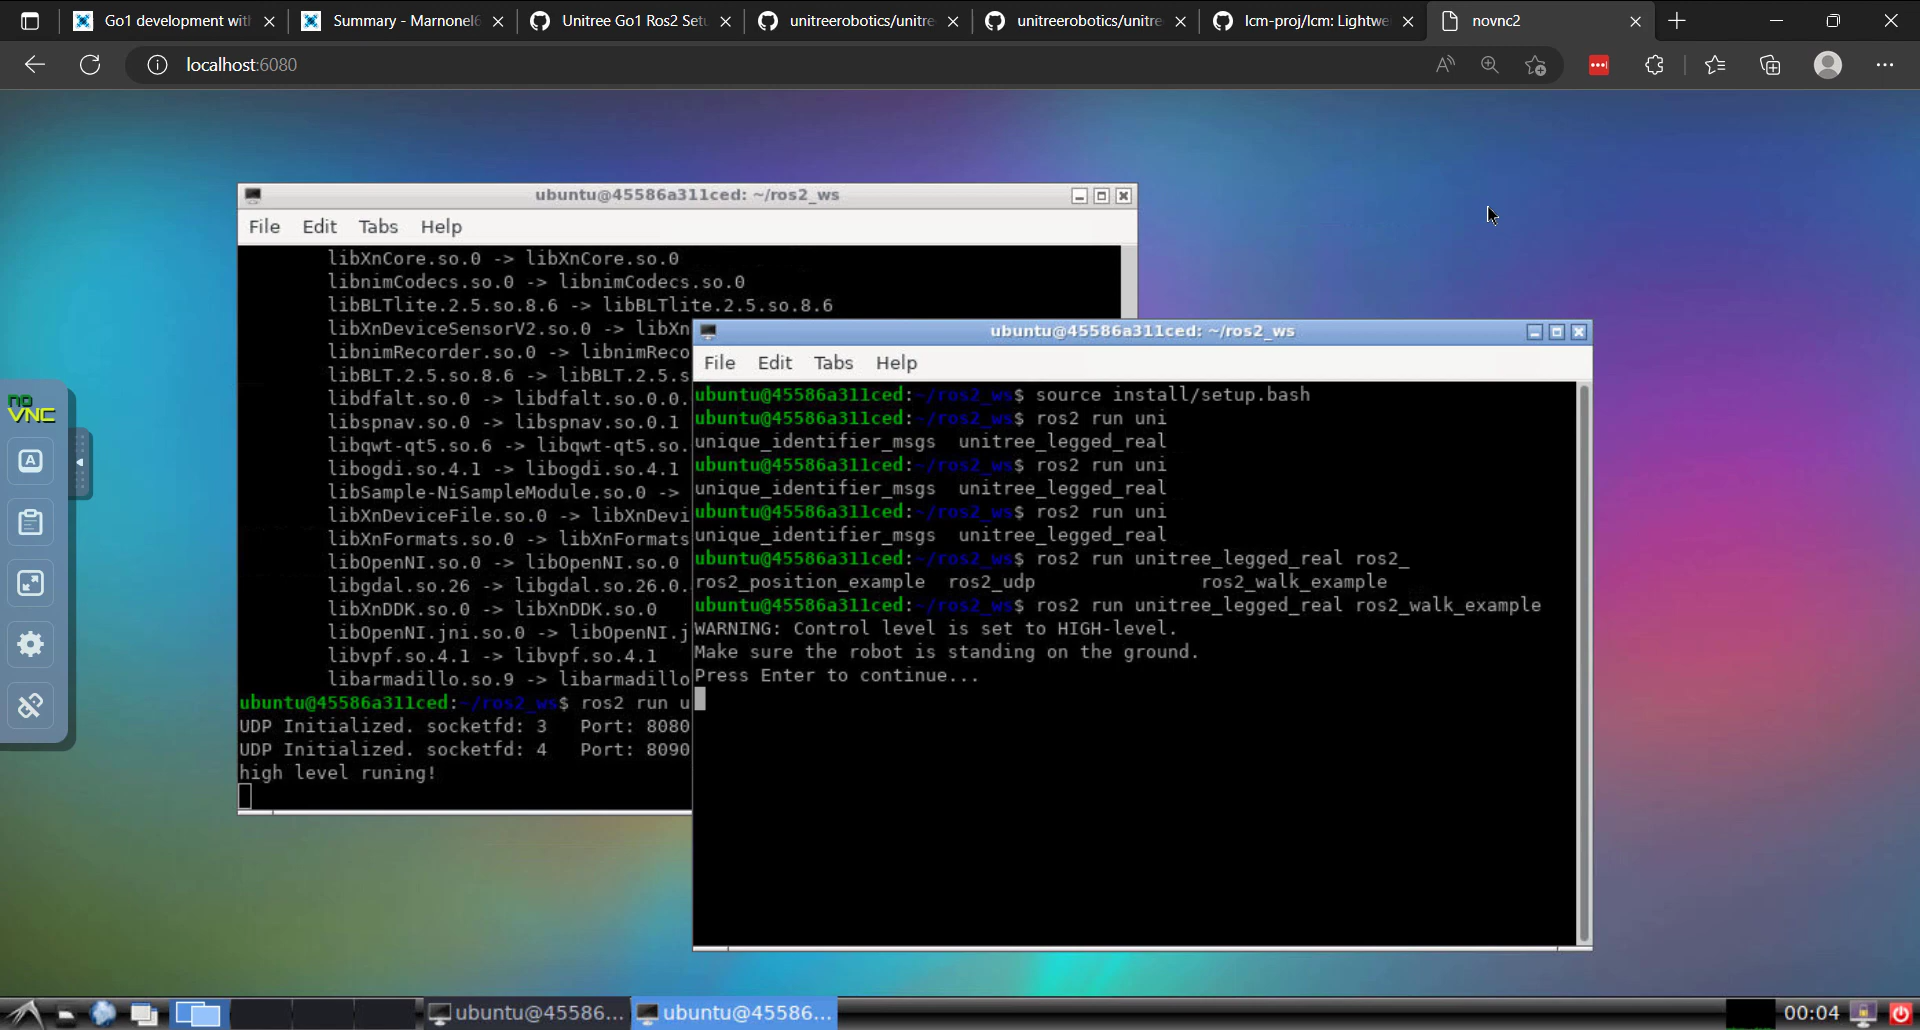 Go1 development with
Summary - Marnonel6
Unitree Go1 Ros2 Setu
unitreerobotics/unitre
unitreerobotics/unitre
lcm-proj/lcm: Lightwe
novnc2
localhost:6080
ubuntu@45586a311ced: ~/ros2_ws
File Edit Tabs Help
libXnCore.so.0 -> libXnCore.so.0
libnimCodecs.so.0 -> libnimCodecs.so.0
libBLTlite.2.5.so.8.6 -> libBLTlite.2.5.so.8.6
libXnDeviceSensorV2.so.0 -> libXn
libnimRecorder.so.0 -> libnimReco
libBLT.2.5.so.8.6 -> libBLT.2.5.s
libdfalt.so.0 -> libdfalt.so.0.0.
libspnav.so.0 -> libspnav.so.0.1
libqwt-qt5.so.6 -> libqwt-qt5.so.
libogdi.so.4.1 -> libogdi.so.4.1
libSample-NiSampleModule.so.0 ->
libXnDeviceFile.so.0 -> libXnDevi
libXnFormats.so.0 -> libXnFormats
libOpenNI.so.0 -> libOpenNI.so.0
libgdal.so.26 -> libgdal.so.26.0.
libXnDDK.so.0 -> libXnDDK.so.0
libOpenNI.jni.so.0 -> libOpenNI.j
libvpf.so.4.1 -> libvpf.so.4.1
libarmadillo.so.9 -> libarmadillo
ubuntu@45586a311ced:~/ros2_ws$ ros2 run u
UDP Initialized. socketfd: 3 Port: 8080
UDP Initialized. socketfd: 4 Port: 8090
high level runing!
ubuntu@45586a311ced: ~/ros2_ws
File Edit Tabs Help
ubuntu@45586a311ced:~/ros2_ws$ source install/setup.bash
ubuntu@45586a311ced:~/ros2_ws$ ros2 run uni
unique_identifier_msgs unitree_legged_real
ubuntu@45586a311ced:~/ros2_ws$ ros2 run uni
unique_identifier_msgs unitree_legged_real
ubuntu@45586a311ced:~/ros2_ws$ ros2 run uni
unique_identifier_msgs unitree_legged_real
ubuntu@45586a311ced:~/ros2_ws$ ros2 run unitree_legged_real ros2_
ros2_position_example ros2_udp ros2_walk_example
ubuntu@45586a311ced:~/ros2_ws$ ros2 run unitree_legged_real ros2_walk_example
WARNING: Control level is set to HIGH-level.
Make sure the robot is standing on the ground.
Press Enter to continue...
no
VNC
A
ubuntu@45586...
ubuntu@45586...
00:04